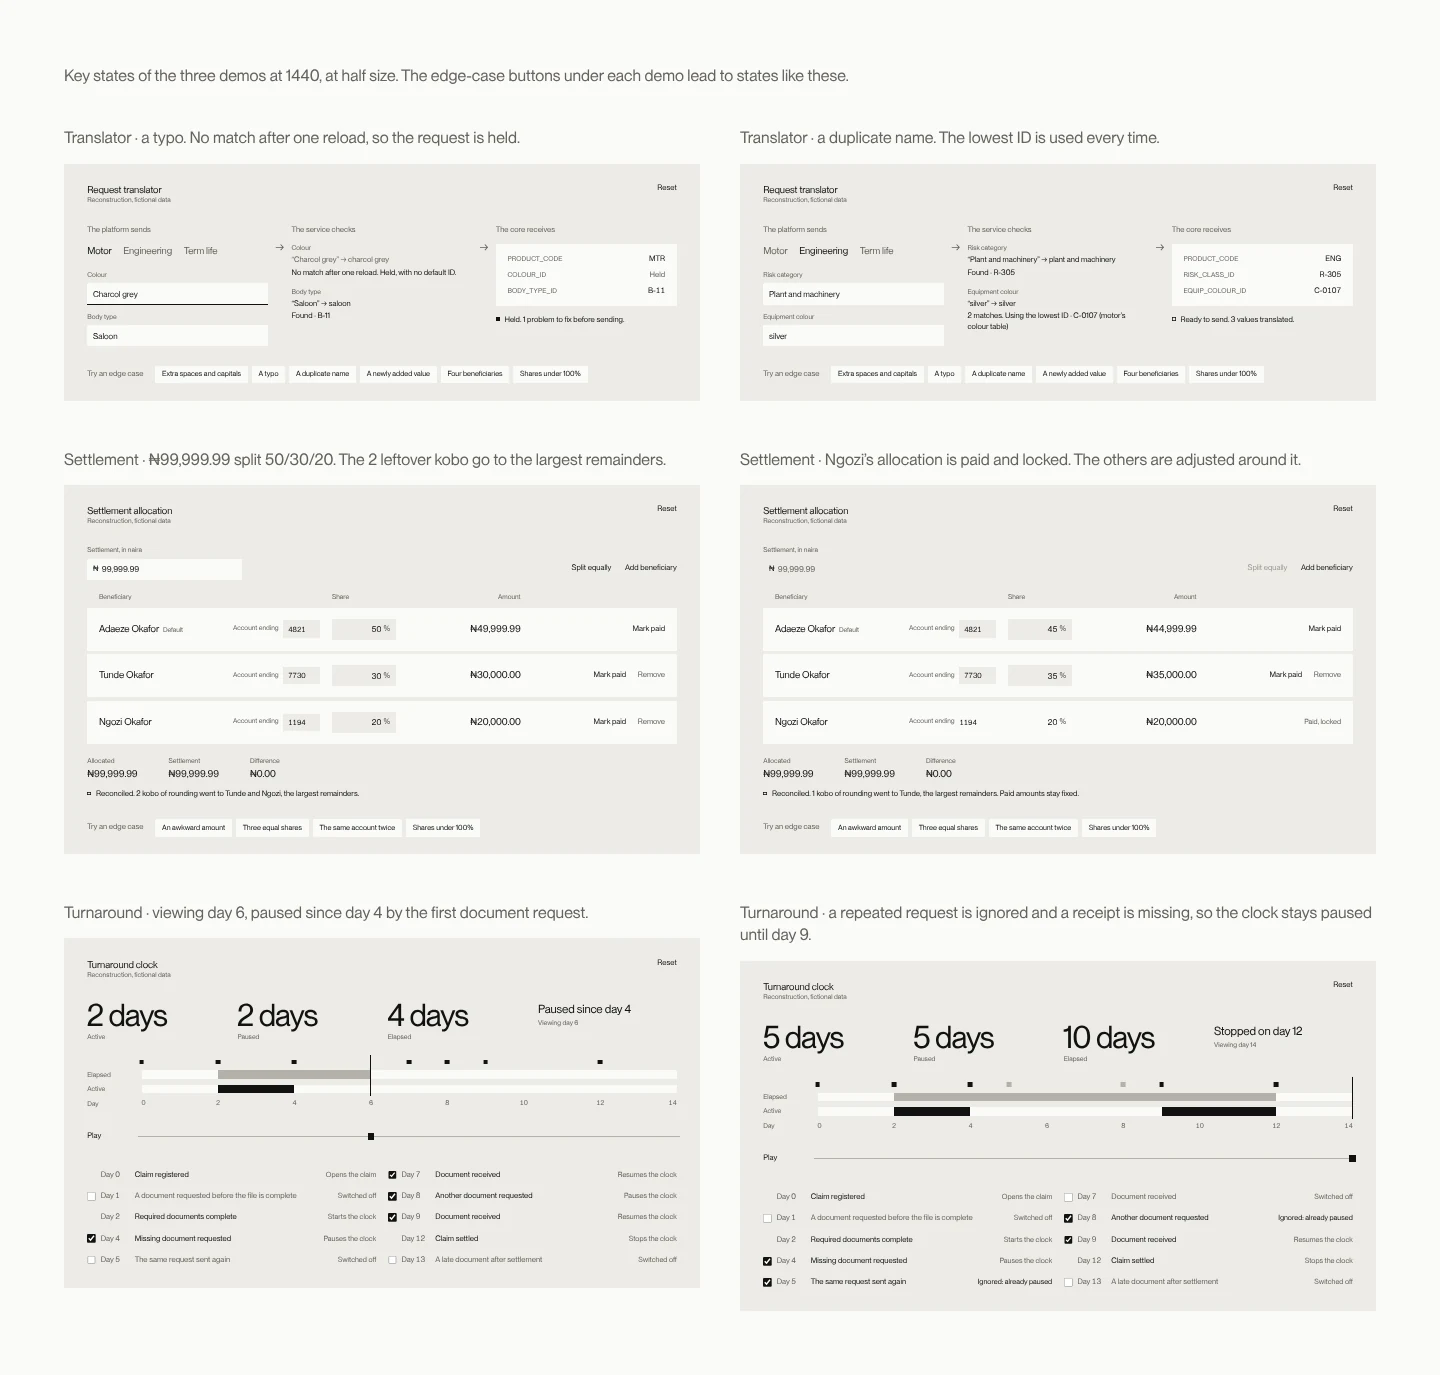 Key states of the three demos at 1440, at half size. The edge-case buttons under each demo lead to states like these.
Translator · a typo. No match after one reload, so the request is held.
Request translator
Reconstruction, fictional data
Reset
The platform sends
Motor Engineering Term life
Colour
Charcol grey
Body type
Saloon
→
The service checks
Colour
“Charcol grey” → charcol grey
No match after one reload. Held, with no default ID.
Body type
“Saloon” → saloon
Found · B-11
→
The core receives
PRODUCT_CODE MTR
COLOUR_ID Held
BODY_TYPE_ID B-11
Held. 1 problem to fix before sending.
Try an edge case Extra spaces and capitals A typo A duplicate name A newly added value Four beneficiaries Shares under 100%
Translator · a duplicate name. The lowest ID is used every time.
Request translator
Reconstruction, fictional data
Reset
The platform sends
Motor Engineering Term life
Risk category
Plant and machinery
Equipment colour
silver
→
The service checks
Risk category
“Plant and machinery” → plant and machinery
Found · R-305
Equipment colour
“silver” → silver
2 matches. Using the lowest ID · C-0107 (motor’s
colour table)
→
The core receives
PRODUCT_CODE ENG
RISK_CLASS_ID R-305
EQUIP_COLOUR_ID C-0107
Ready to send. 3 values translated.
Try an edge case Extra spaces and capitals A typo A duplicate name A newly added value Four beneficiaries Shares under 100%
Settlement · ₦99,999.99 split 50/30/20. The 2 leftover kobo go to the largest remainders.
Settlement allocation
Reconstruction, fictional data
Reset
Settlement, in naira
₦ 99,999.99
Split equally Add beneficiary
Beneficiary Share Amount
Adaeze Okafor Default Account ending 4821 50 % ₦49,999.99 Mark paid
Tunde Okafor Account ending 7730 30 % ₦30,000.00 Mark paid Remove
Ngozi Okafor Account ending 1194 20 % ₦20,000.00 Mark paid Remove
Allocated Settlement Difference
₦99,999.99 ₦99,999.99 ₦0.00
Reconciled. 2 kobo of rounding went to Tunde and Ngozi, the largest remainders.
Try an edge case An awkward amount Three equal shares The same account twice Shares under 100%
Settlement · Ngozi’s allocation is paid and locked. The others are adjusted around it.
Settlement allocation
Reconstruction, fictional data
Reset
Settlement, in naira
₦ 99,999.99
Split equally Add beneficiary
Beneficiary Share Amount
Adaeze Okafor Default Account ending 4821 45 % ₦44,999.99 Mark paid
Tunde Okafor Account ending 7730 35 % ₦35,000.00 Mark paid Remove
Ngozi Okafor Account ending 1194 20 % ₦20,000.00 Paid, locked
Allocated Settlement Difference
₦99,999.99 ₦99,999.99 ₦0.00
Reconciled. 1 kobo of rounding went to Tunde, the largest remainders. Paid amounts stay fixed.
Try an edge case An awkward amount Three equal shares The same account twice Shares under 100%
Turnaround · viewing day 6, paused since day 4 by the first document request.
Turnaround clock
Reconstruction, fictional data
Reset
2 days 2 days 4 days Paused since day 4
Active Paused Elapsed Viewing day 6
Elapsed
Active
Day 0 2 4 6 8 10 12 14
Play
Day 0 Claim registered Opens the claim
Day 1 A document requested before the file is complete Switched off
Day 2 Required documents complete Starts the clock
Day 4 Missing document requested Pauses the clock
Day 5 The same request sent again Switched off
Day 7 Document received Resumes the clock
Day 8 Another document requested Pauses the clock
Day 9 Document received Resumes the clock
Day 12 Claim settled Stops the clock
Day 13 A late document after settlement Switched off
Turnaround · a repeated request is ignored and a receipt is missing, so the clock stays paused
until day 9.
Turnaround clock
Reconstruction, fictional data
Reset
5 days 5 days 10 days Stopped on day 12
Active Paused Elapsed Viewing day 14
Elapsed
Active
Day 0 2 4 6 8 10 12 14
Play
Day 0 Claim registered Opens the claim
Day 1 A document requested before the file is complete Switched off
Day 2 Required documents complete Starts the clock
Day 4 Missing document requested Pauses the clock
Day 5 The same request sent again Ignored: already paused
Day 7 Document received Switched off
Day 8 Another document requested Ignored: already paused
Day 9 Document received Resumes the clock
Day 12 Claim settled Stops the clock
Day 13 A late document after settlement Switched off